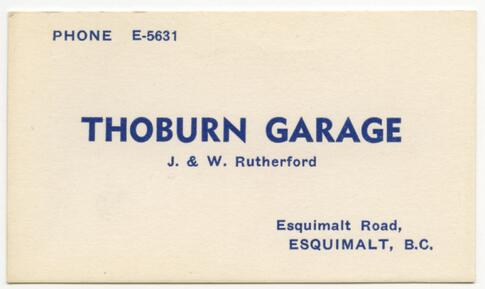 PHONE E-5631
THOBURN GARAGE
J. & W. Rutherford
Esquimalt Road,
ESQUIMALT, B.C.